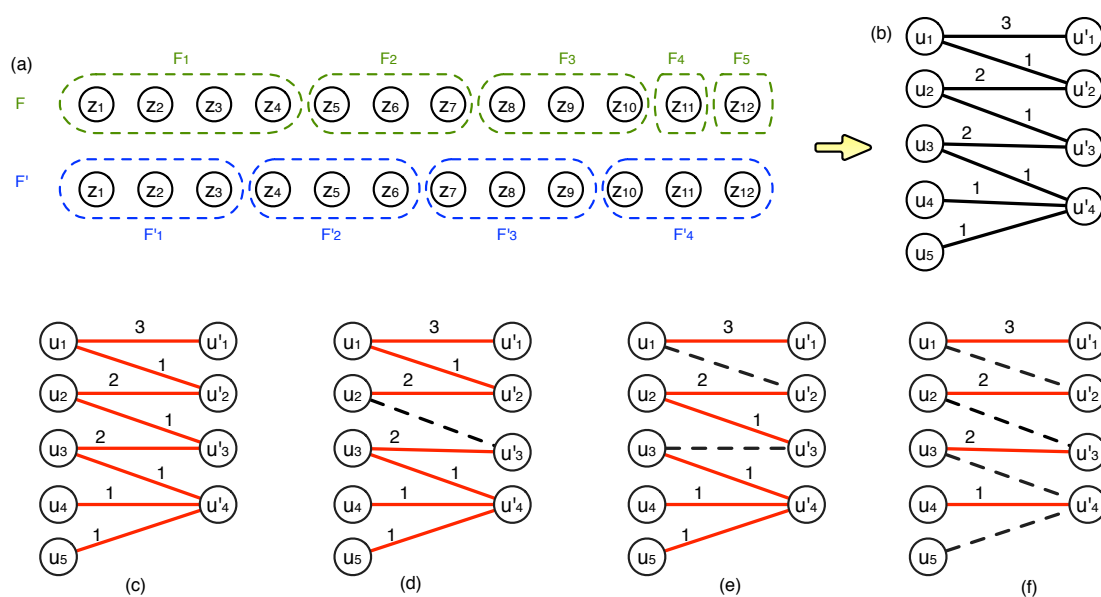 (a)
F1 F2 F3 F4 F5
F z1 z2 z3 z4 z5 z6 z7 z8 z9 z10 z11 z12
F' z1 z2 z3 z4 z5 z6 z7 z8 z9 z10 z11 z12
F'1 F'2 F'3 F'4
(b)
u1 3 u'1
1
u2 2 u'2
1
u3 2 u'3
1
u4 1 u'4
1
u5
u1 3 u'1
1
u2 2 u'2
1
u3 2 u'3
1
u4 1 u'4
1
u5
(c)
u1 3 u'1
1
u2 2 u'2
u3 2 u'3
1
u4 1 u'4
1
u5
(d)
u1 3 u'1
u2 2 u'2
1
u3 u'3
1
u4 1 u'4
1
u5
(e)
u1 3 u'1
u2 2 u'2
u3 2 u'3
u4 1 u'4
u5
(f)